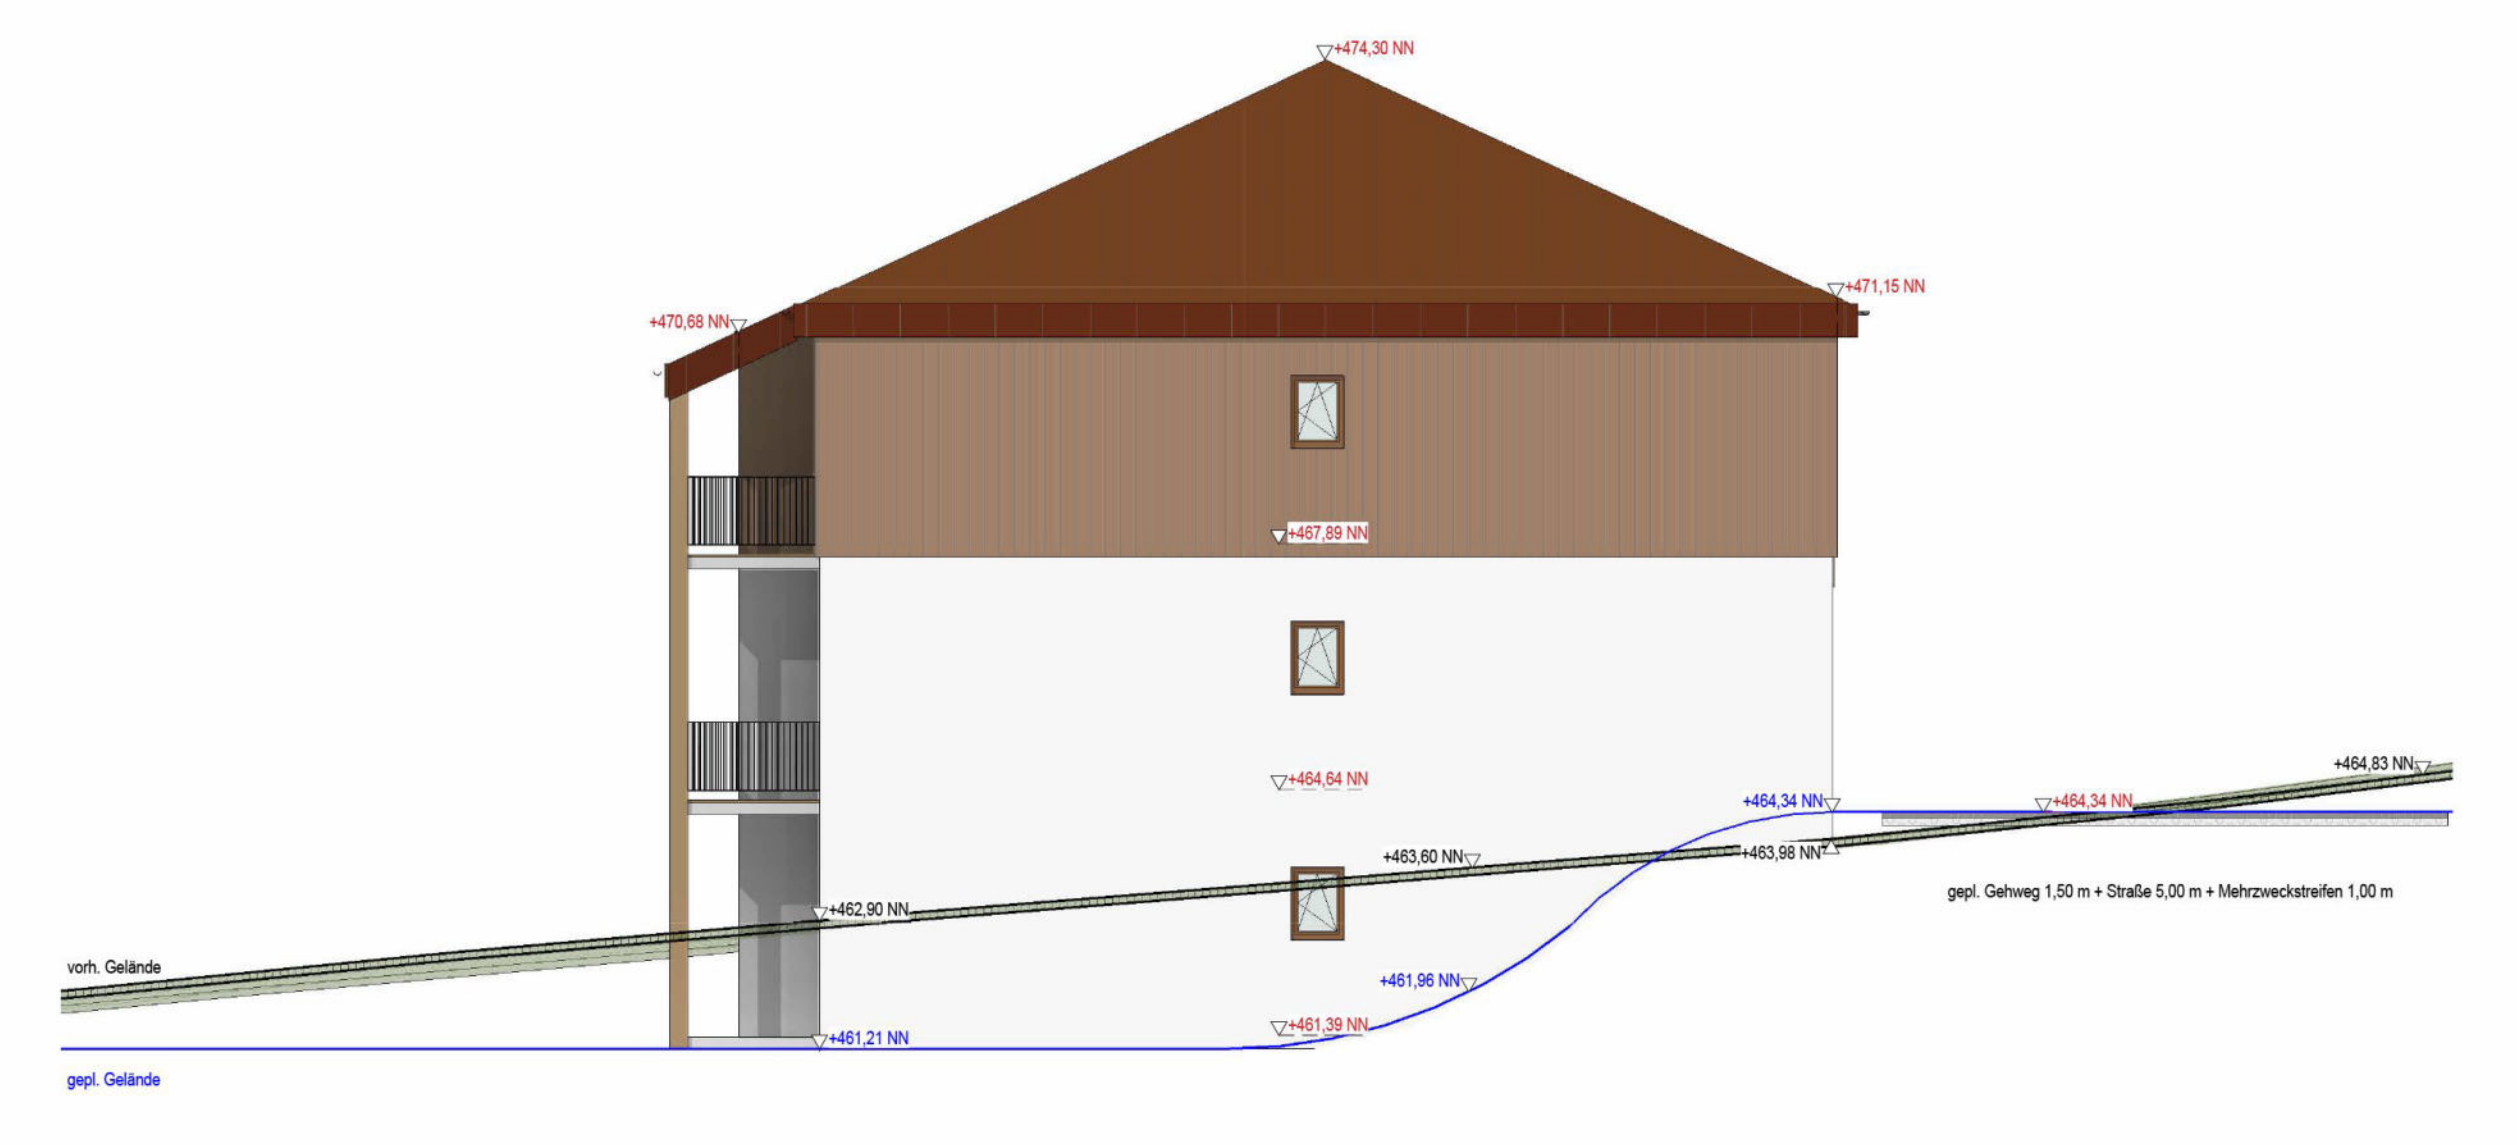 +474,30 NN
+471,15 NN
+470,68 NN
+467,89 NN
+464,83 NN
+464,64 NN
+464,34 NN
+464,34 NN
+463,60 NN
+463,98 NN
gepl. Gehweg 1,50 m + Straße 5,00 m + Mehrzweckstreifen 1,00 m
+462,90 NN
vorh. Gelände
+461,96 NN
+461,39 NN
+461,21 NN
gepl. Gelände